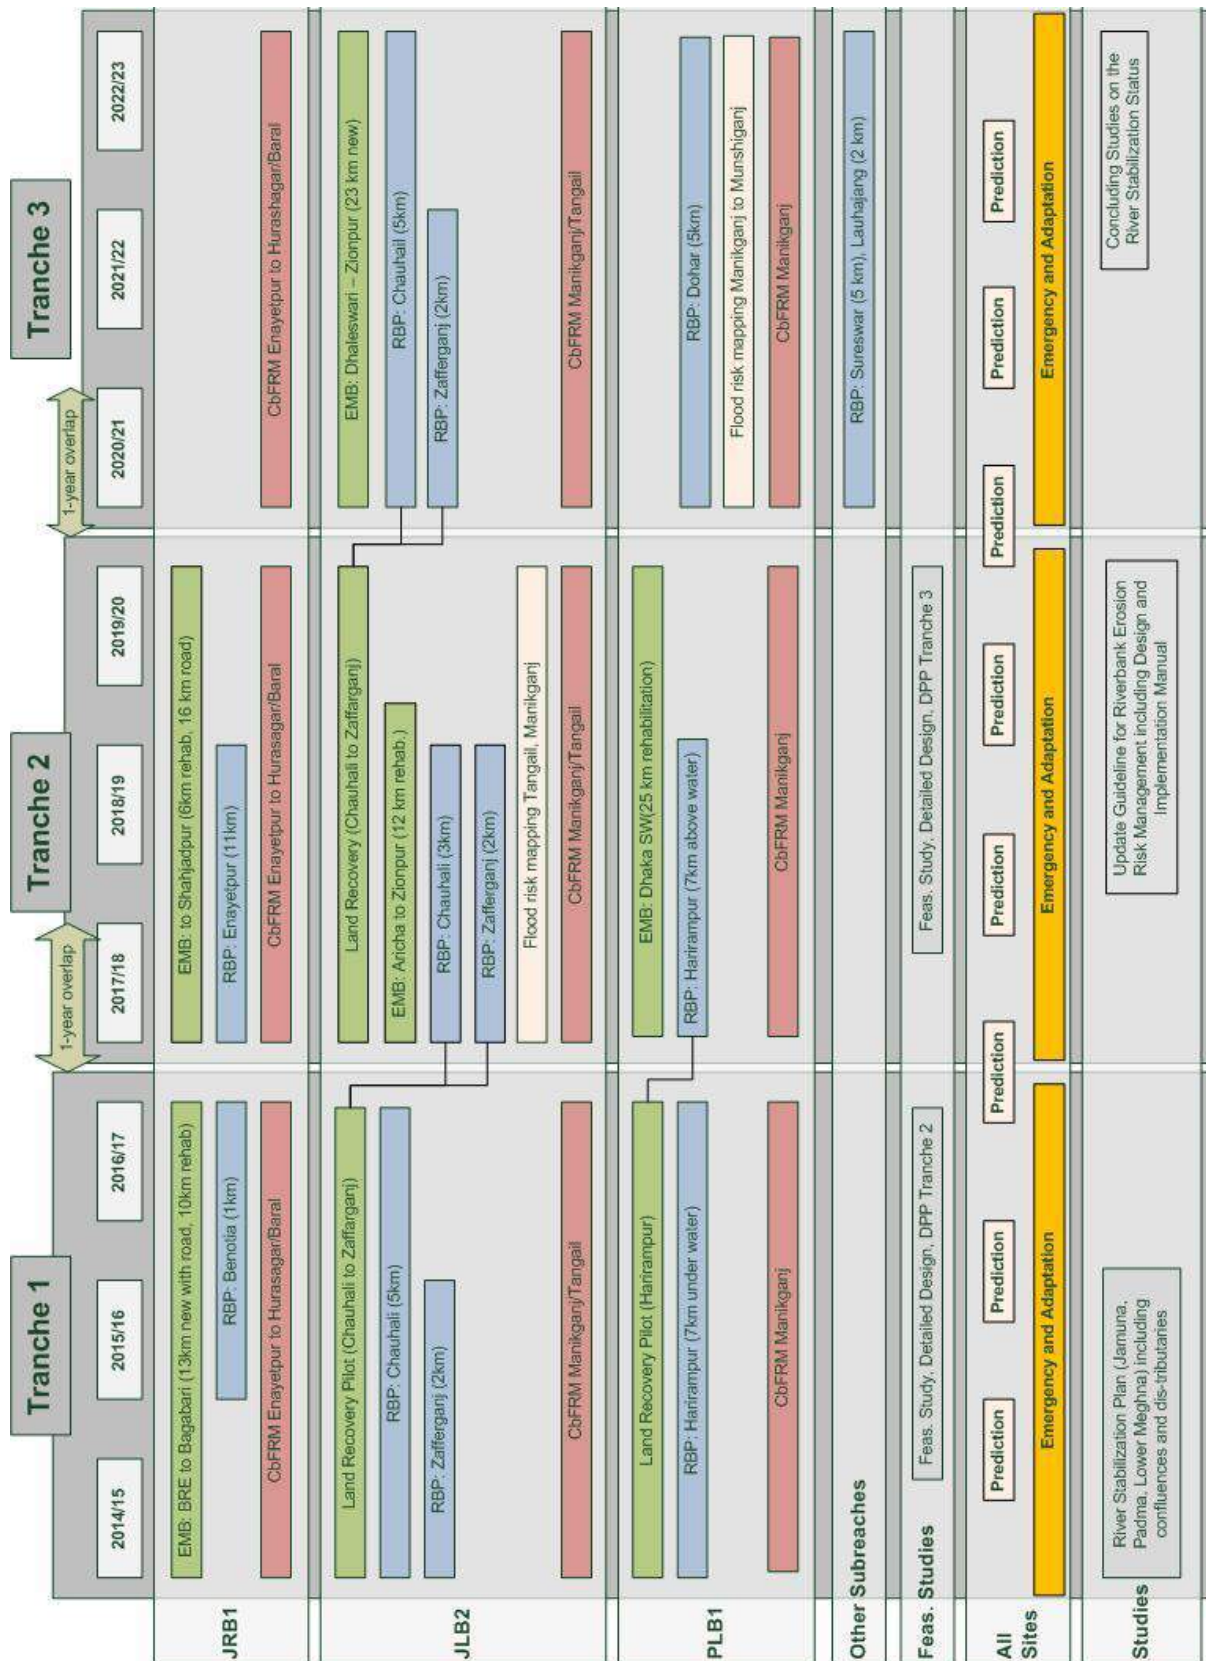 Tranche 1
Tranche 2
Tranche 3
1-year overlap
1-year overlap
2014/15
2015/16
2016/17
2017/18
2018/19
2019/20
2020/21
2021/22
2022/23
JRB1
EMB: BRE to Bagabari (13km new with road, 10km rehab)
EMB: to Shahjadpur (6km rehab, 16 km road)
RBP: Benotia (1km)
RBP: Enayetpur (11km)
CbFRM Enayetpur to Hurasagar/Baral
CbFRM Enayetpur to Hurasagar/Baral
CbFRM Enayetpur to Hurashagar/Baral
JLB2
Land Recovery Pilot (Chauhali to Zaffarganj)
Land Recovery (Chauhali to Zaffarganj)
EMB: Dhaleswari – Zionpur (23 km new)
RBP: Chauhali (5km)
EMB: Aricha to Zionpur (12 km rehab.)
RBP: Chauhail (5km)
RBP: Zafferganj (2km)
RBP: Chauhali (3km)
RBP: Zafferganj (2km)
RBP: Zafferganj (2km)
Flood risk mapping Tangail, Manikganj
CbFRM Manikganj/Tangail
CbFRM Manikganj/Tangail
CbFRM Manikganj/Tangail
PLB1
Land Recovery Pilot (Harirampur)
EMB: Dhaka SW(25 km rehabilitation)
RBP: Harirampur (7km under water)
RBP: Harirampur (7km above water)
RBP: Dohar (5km)
Flood risk mapping Manikganj to Munshiganj
CbFRM Manikganj
CbFRM Manikganj
CbFRM Manikganj
Other Subreaches
RBP: Sureswar (5 km), Lauhajang (2 km)
Feas. Studies
Feas. Study, Detailed Design, DPP Tranche 2
Feas. Study, Detailed Design, DPP Tranche 3
All
Sites
Prediction
Prediction
Prediction
Prediction
Prediction
Prediction
Prediction
Prediction
Prediction
Emergency and Adaptation
Emergency and Adaptation
Emergency and Adaptation
Studies
River Stabilization Plan (Jamuna,
Padma, Lower Meghna) including
confluences and dis-tributaries
Update Guideline for Riverbank Erosion
Risk Management including Design and
Implementation Manual
Concluding Studies on the
River Stabilization Status